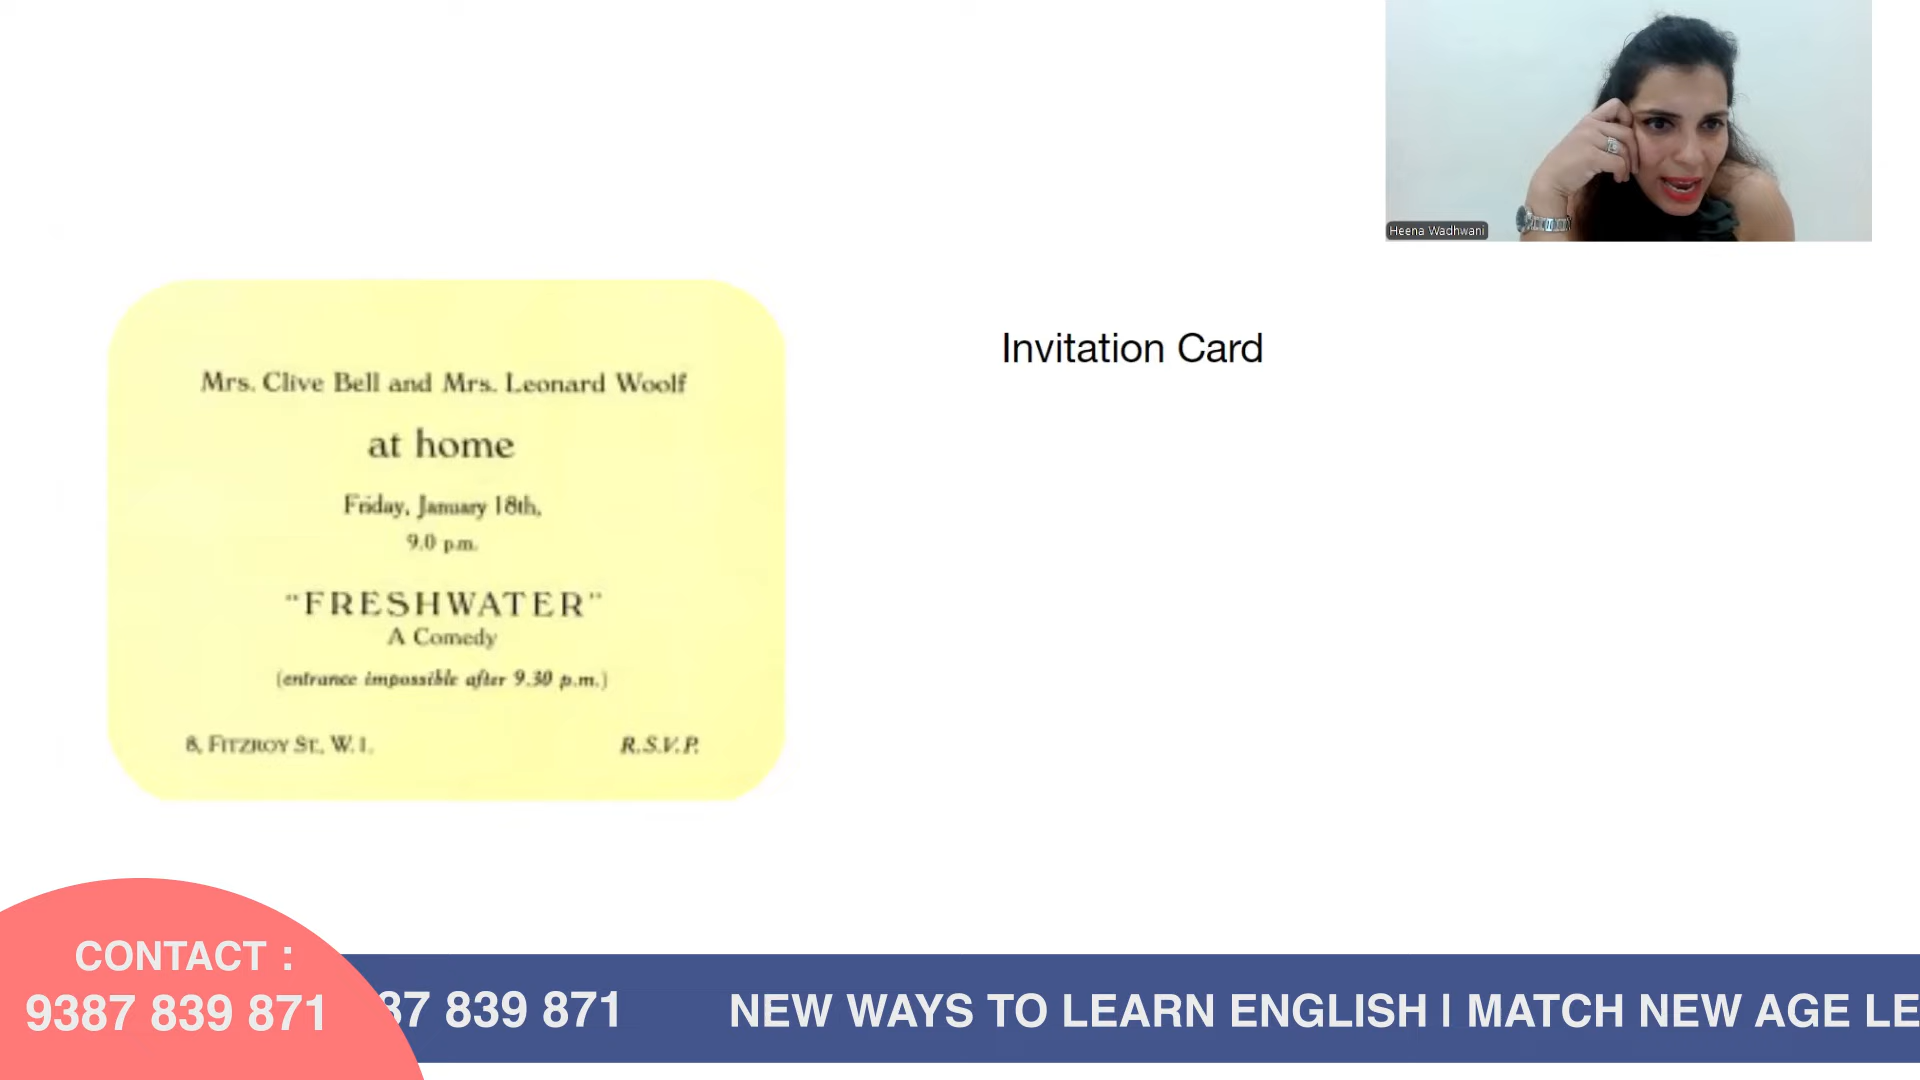 Heena Wadhwani
Invitation Card
Mrs. Clive Bell and Mrs. Leonard Woolf
at home
Friday, January 18th,
9.0 p.m.
"FRESHWATER"
A Comedy
(entrance impossible after 9.30 p.m.)
8, FITZROY ST., W. 1.
R.S.V.P.
CONTACT :
9387 839 871
87 839 871
NEW WAYS TO LEARN ENGLISH | MATCH NEW AGE LE